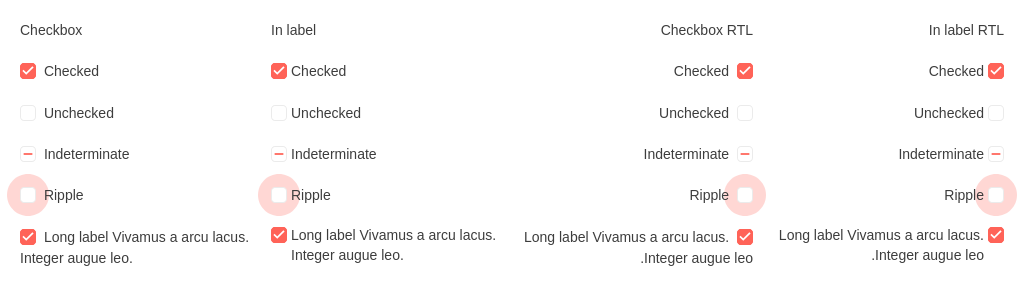 Checkbox
Checked
Unchecked
Indeterminate
Ripple
Long label Vivamus a arcu lacus.
Integer augue leo.
In label
Checked
Unchecked
Indeterminate
Ripple
Long label Vivamus a arcu lacus.
Integer augue leo.
Checkbox RTL
Checked
Unchecked
Indeterminate
Ripple
Long label Vivamus a arcu lacus.
.Integer augue leo
In label RTL
Checked
Unchecked
Indeterminate
Ripple
Long label Vivamus a arcu lacus.
.Integer augue leo